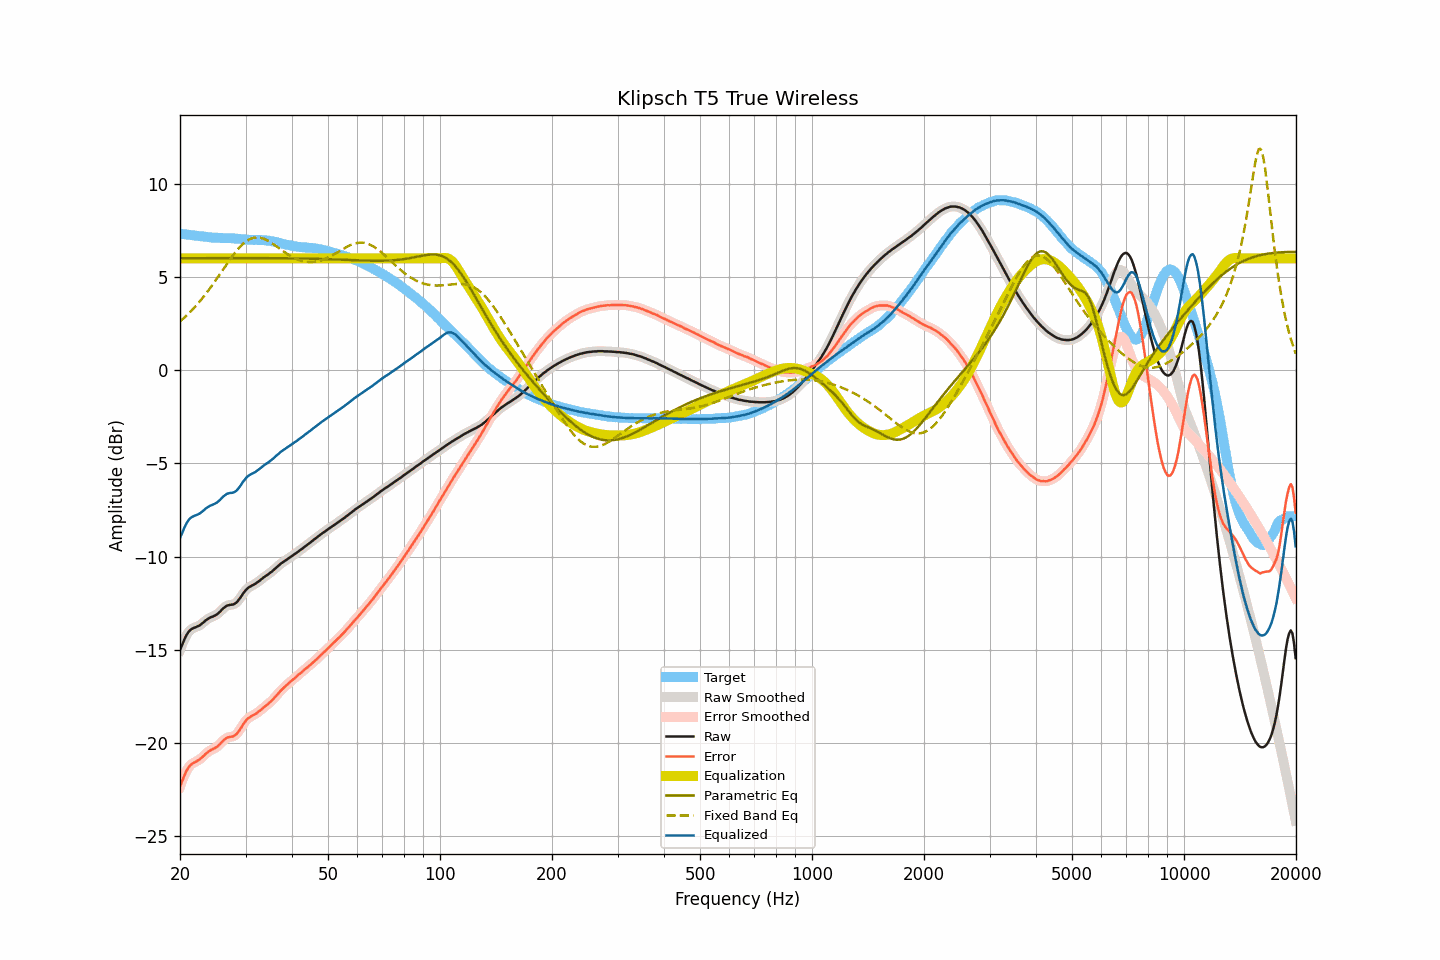 Klipsch T5 True Wireless
Amplitude (dBr)
10
5
0
−5
−10
−15
−20
−25
Target
Raw Smoothed
Error Smoothed
Raw
Error
Equalization
Parametric Eq
Fixed Band Eq
Equalized
20 50 100 200 500 1000 2000 5000 10000 20000
Frequency (Hz)